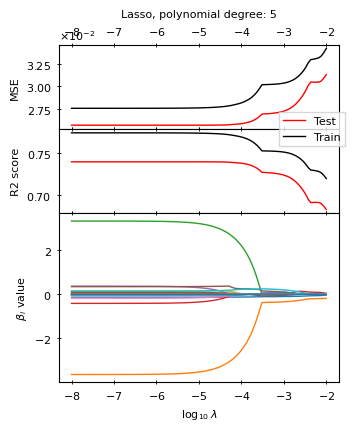 Lasso, polynomial degree: 5
×10⁻²
−8 −7 −6 −5 −4 −3 −2
MSE
3.25
3.00
2.75
Test
Train
R2 score
0.75
0.70
βᵢ value
2
0
−2
−8 −7 −6 −5 −4 −3 −2
log₁₀ λ